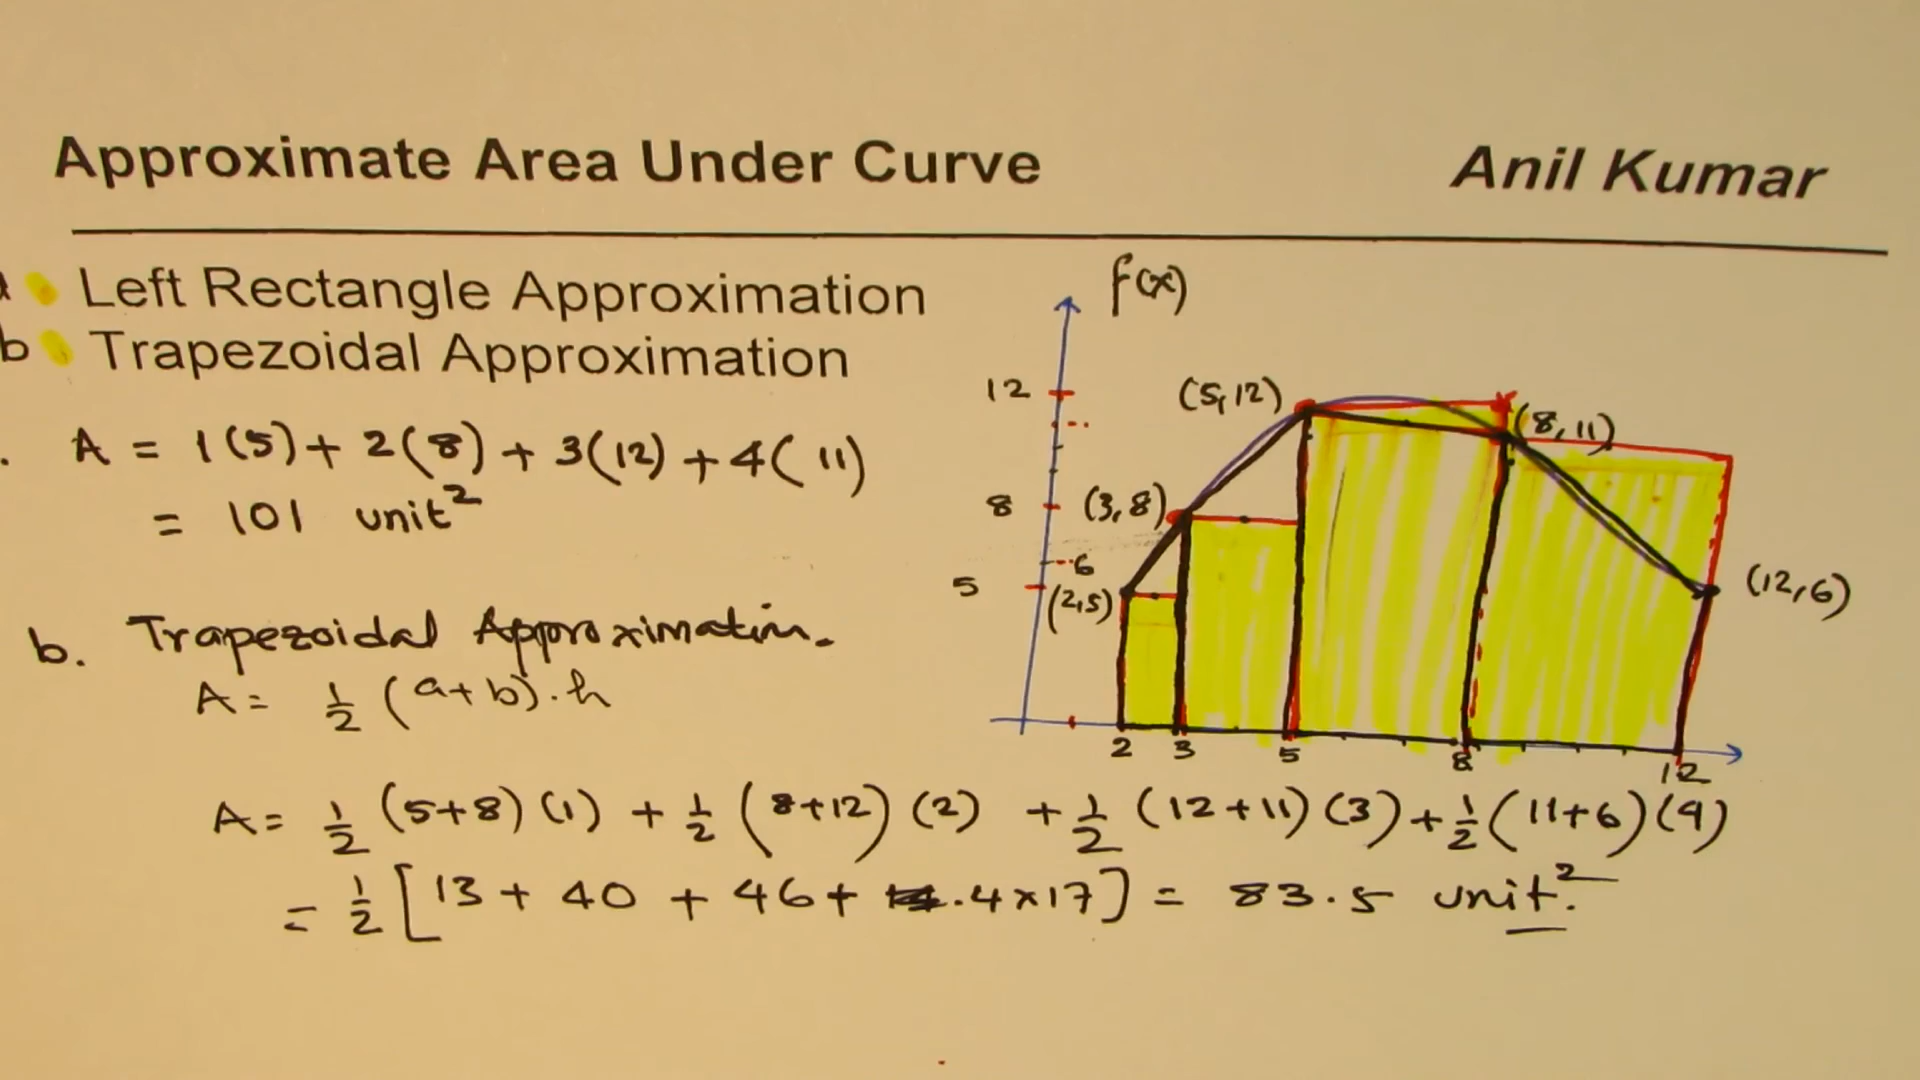 Approximate Area Under Curve
Anil Kumar
a Left Rectangle Approximation
b Trapezoidal Approximation
A = 1(5) + 2(8) + 3(12) + 4(11)
= 101 unit²
b. Trapezoidal Approximation.
A = ½ (a+b).h
A = ½ (5+8)(1) + ½ (8+12)(2) + ½ (12+11)(3) + ½ (11+6)(4)
= ½ [13 + 40 + 46 + .4×17] = 83.5 unit².
f(x)
12
(5,12)
(8,11)
8
(3,8)
6
5
(2,5)
(12,6)
2 3 5 8 12